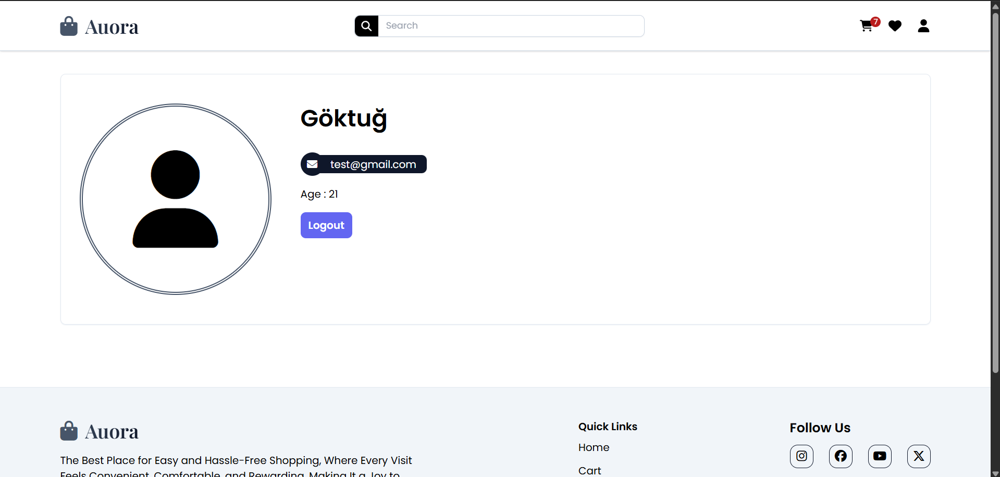 Auora
Search
7
Göktuğ
test@gmail.com
Age : 21
Logout
Auora
The Best Place for Easy and Hassle-Free Shopping, Where Every Visit
Feels Convenient, Comfortable, and Rewarding, Making It a Joy to
Quick Links
Home
Cart
Follow Us